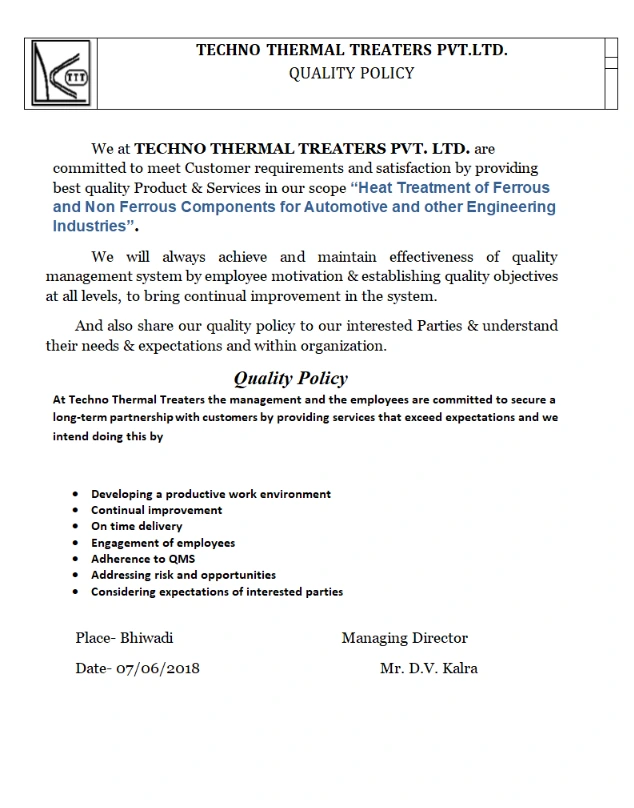 TTT
TECHNO THERMAL TREATERS PVT.LTD.
QUALITY POLICY
We at TECHNO THERMAL TREATERS PVT. LTD. are
committed to meet Customer requirements and satisfaction by providing
best quality Product & Services in our scope “Heat Treatment of Ferrous
and Non Ferrous Components for Automotive and other Engineering
Industries”.
We will always achieve and maintain effectiveness of quality
management system by employee motivation & establishing quality objectives
at all levels, to bring continual improvement in the system.
And also share our quality policy to our interested Parties & understand
their needs & expectations and within organization.
Quality Policy
At Techno Thermal Treaters the management and the employees are committed to secure a
long-term partnership with customers by providing services that exceed expectations and we
intend doing this by
• Developing a productive work environment
• Continual improvement
• On time delivery
• Engagement of employees
• Adherence to QMS
• Addressing risk and opportunities
• Considering expectations of interested parties
Place- Bhiwadi Managing Director
Date- 07/06/2018 Mr. D.V. Kalra